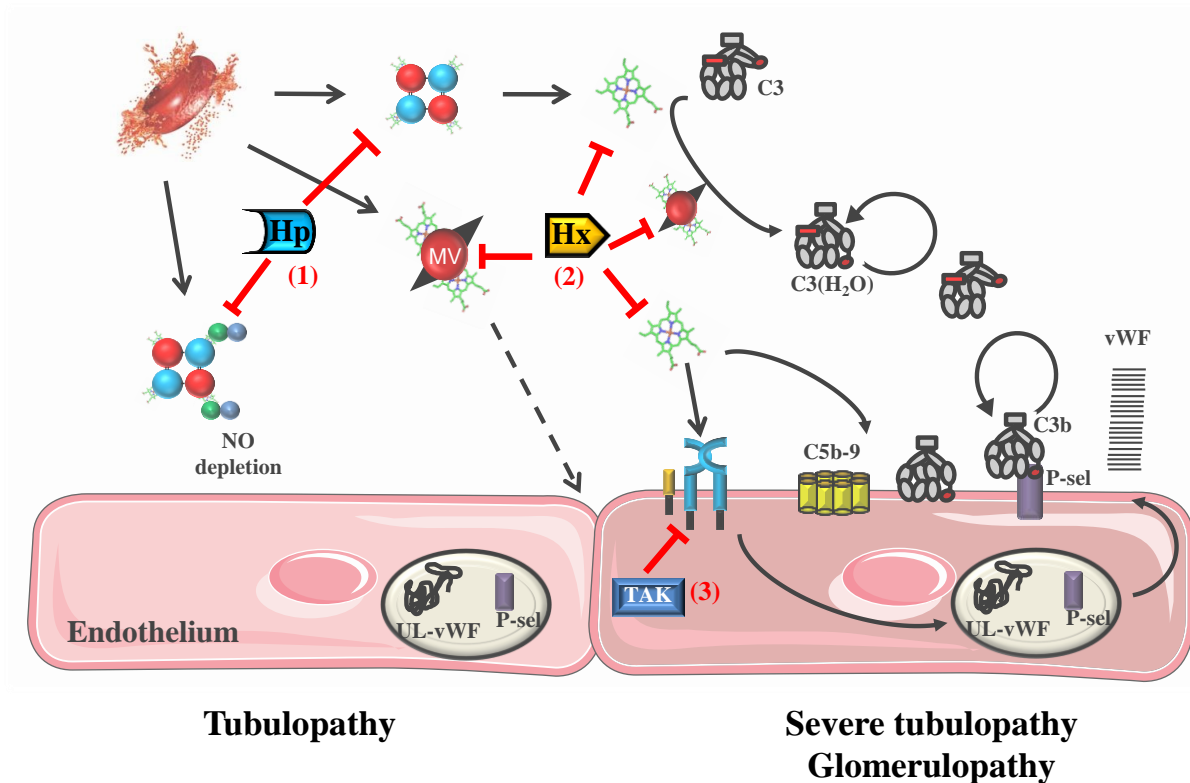 C3
Hp
(1)
MV
Hx
(2)
C3(H₂O)
vWF
NO
depletion
C5b-9
C3b
P-sel
TAK
(3)
Endothelium
UL-vWF
P-sel
UL-vWF
P-sel
Tubulopathy
Severe tubulopathy
Glomerulopathy